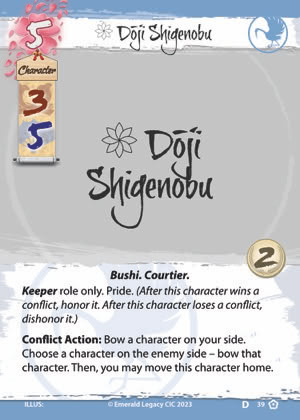 5
Dōji Shigenobu
Character
3
5
Dōji
Shigenobu
2
Bushi. Courtier.
Keeper role only. Pride. (After this character wins a
conflict, honor it. After this character loses a conflict,
dishonor it.)
Conflict Action: Bow a character on your side.
Choose a character on the enemy side – bow that
character. Then, you may move this character home.
ILLUS: © Emerald Legacy CIC 2023 D 39